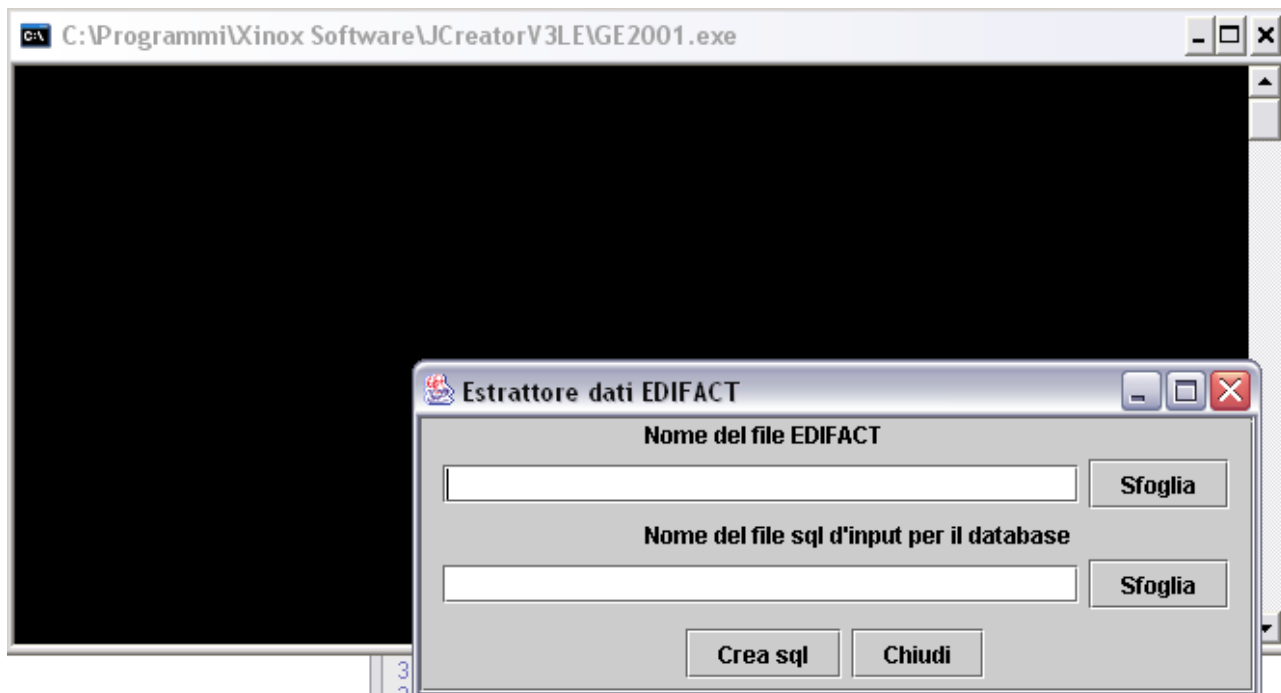 C:\Programmi\Xinox Software\JCreatorV3LE\GE2001.exe
Estrattore dati EDIFACT
Nome del file EDIFACT
Sfoglia
Nome del file sql d'input per il database
Sfoglia
Crea sql Chiudi
3